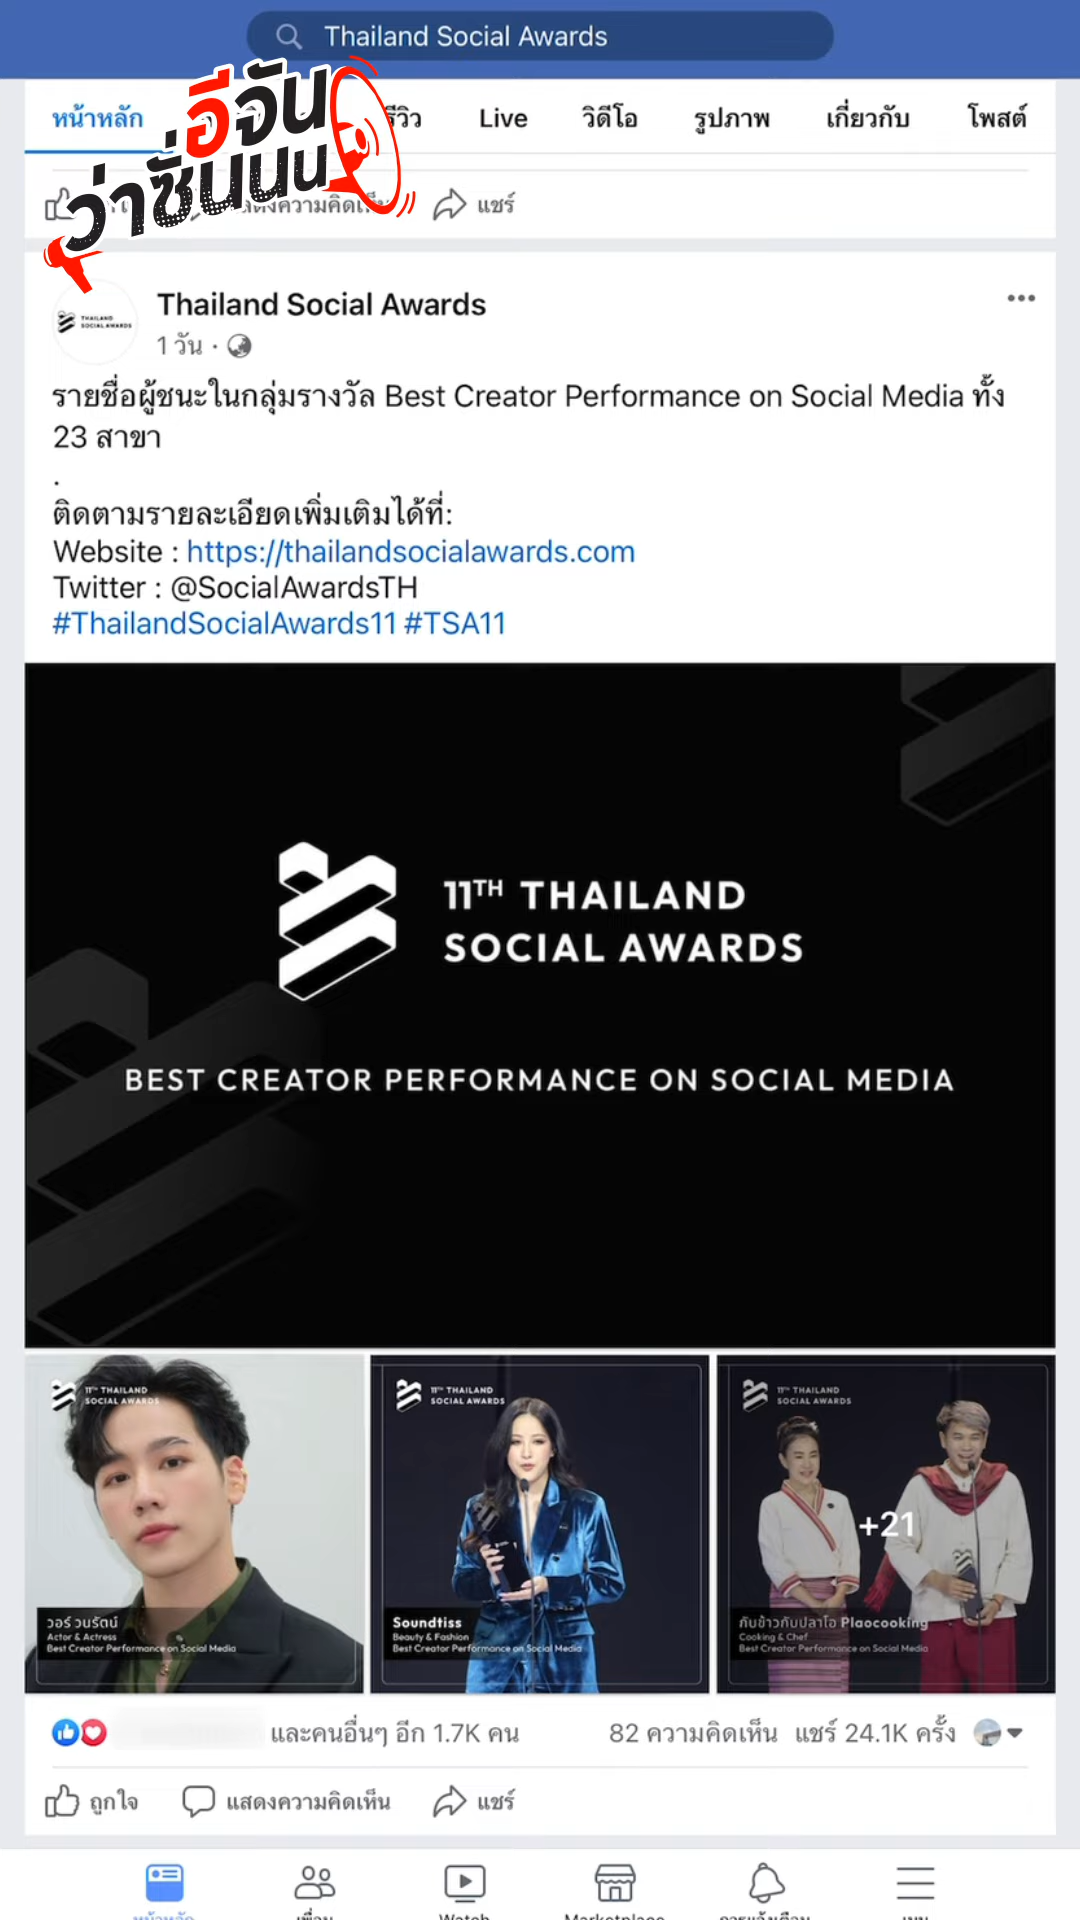 Thailand Social Awards
หน้าหลัก
รีวิว
Live
วิดีโอ
รูปภาพ
เกี่ยวกับ
โพสต์
อีจัน
ว่าซั่นนน
แชร์
Thailand Social Awards
1 วัน ·
THAILAND
SOCIAL AWARDS
รายชื่อผู้ชนะในกลุ่มรางวัล Best Creator Performance on Social Media ทั้ง
23 สาขา
.
ติดตามรายละเอียดเพิ่มเติมได้ที่:
Website : https://thailandsocialawards.com
Twitter : @SocialAwardsTH
#ThailandSocialAwards11 #TSA11
11TH THAILAND
SOCIAL AWARDS
BEST CREATOR PERFORMANCE ON SOCIAL MEDIA
11TH THAILAND
SOCIAL AWARDS
วอร์ วนรัตน์
Actor & Actress
Best Creator Performance on Social Media
11TH THAILAND
SOCIAL AWARDS
Soundtiss
Beauty & Fashion
Best Creator Performance on Social Media
11TH THAILAND
SOCIAL AWARDS
+21
กับข้าวกับปลาโอ Plaocooking
Cooking & Chef
Best Creator Performance on Social Media
และคนอื่นๆ อีก 1.7K คน
82 ความคิดเห็น
แชร์ 24.1K ครั้ง
ถูกใจ
แสดงความคิดเห็น
แชร์
Watch
Marketplace